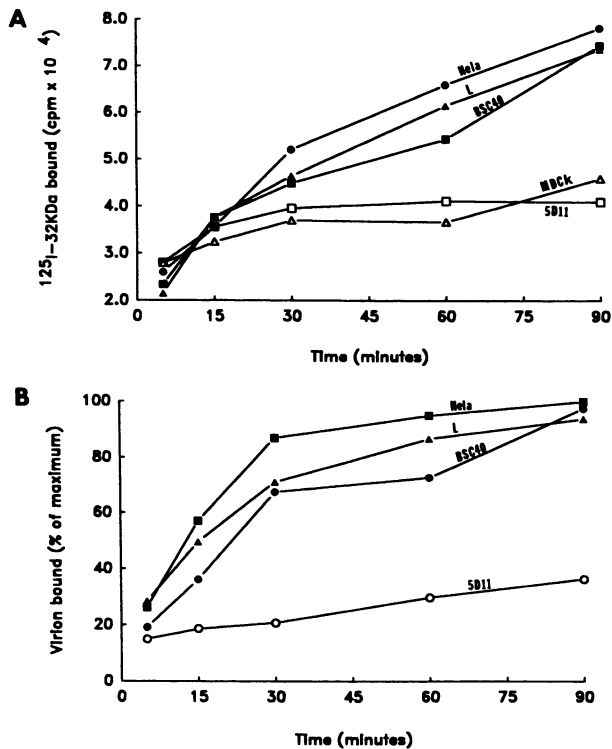 A
8.0
7.0
6.0
5.0
4.0
3.0
2.0
125I-32KDa bound (cpm x 10 4)
Hela
L
BSC40
MDCK
5D11
0 15 30 45 60 75 90
Time (minutes)
B
100
80
60
40
20
0
Virion bound (% of maximum)
Hela
L
BSC40
5D11
0 15 30 45 60 75 90
Time (minutes)